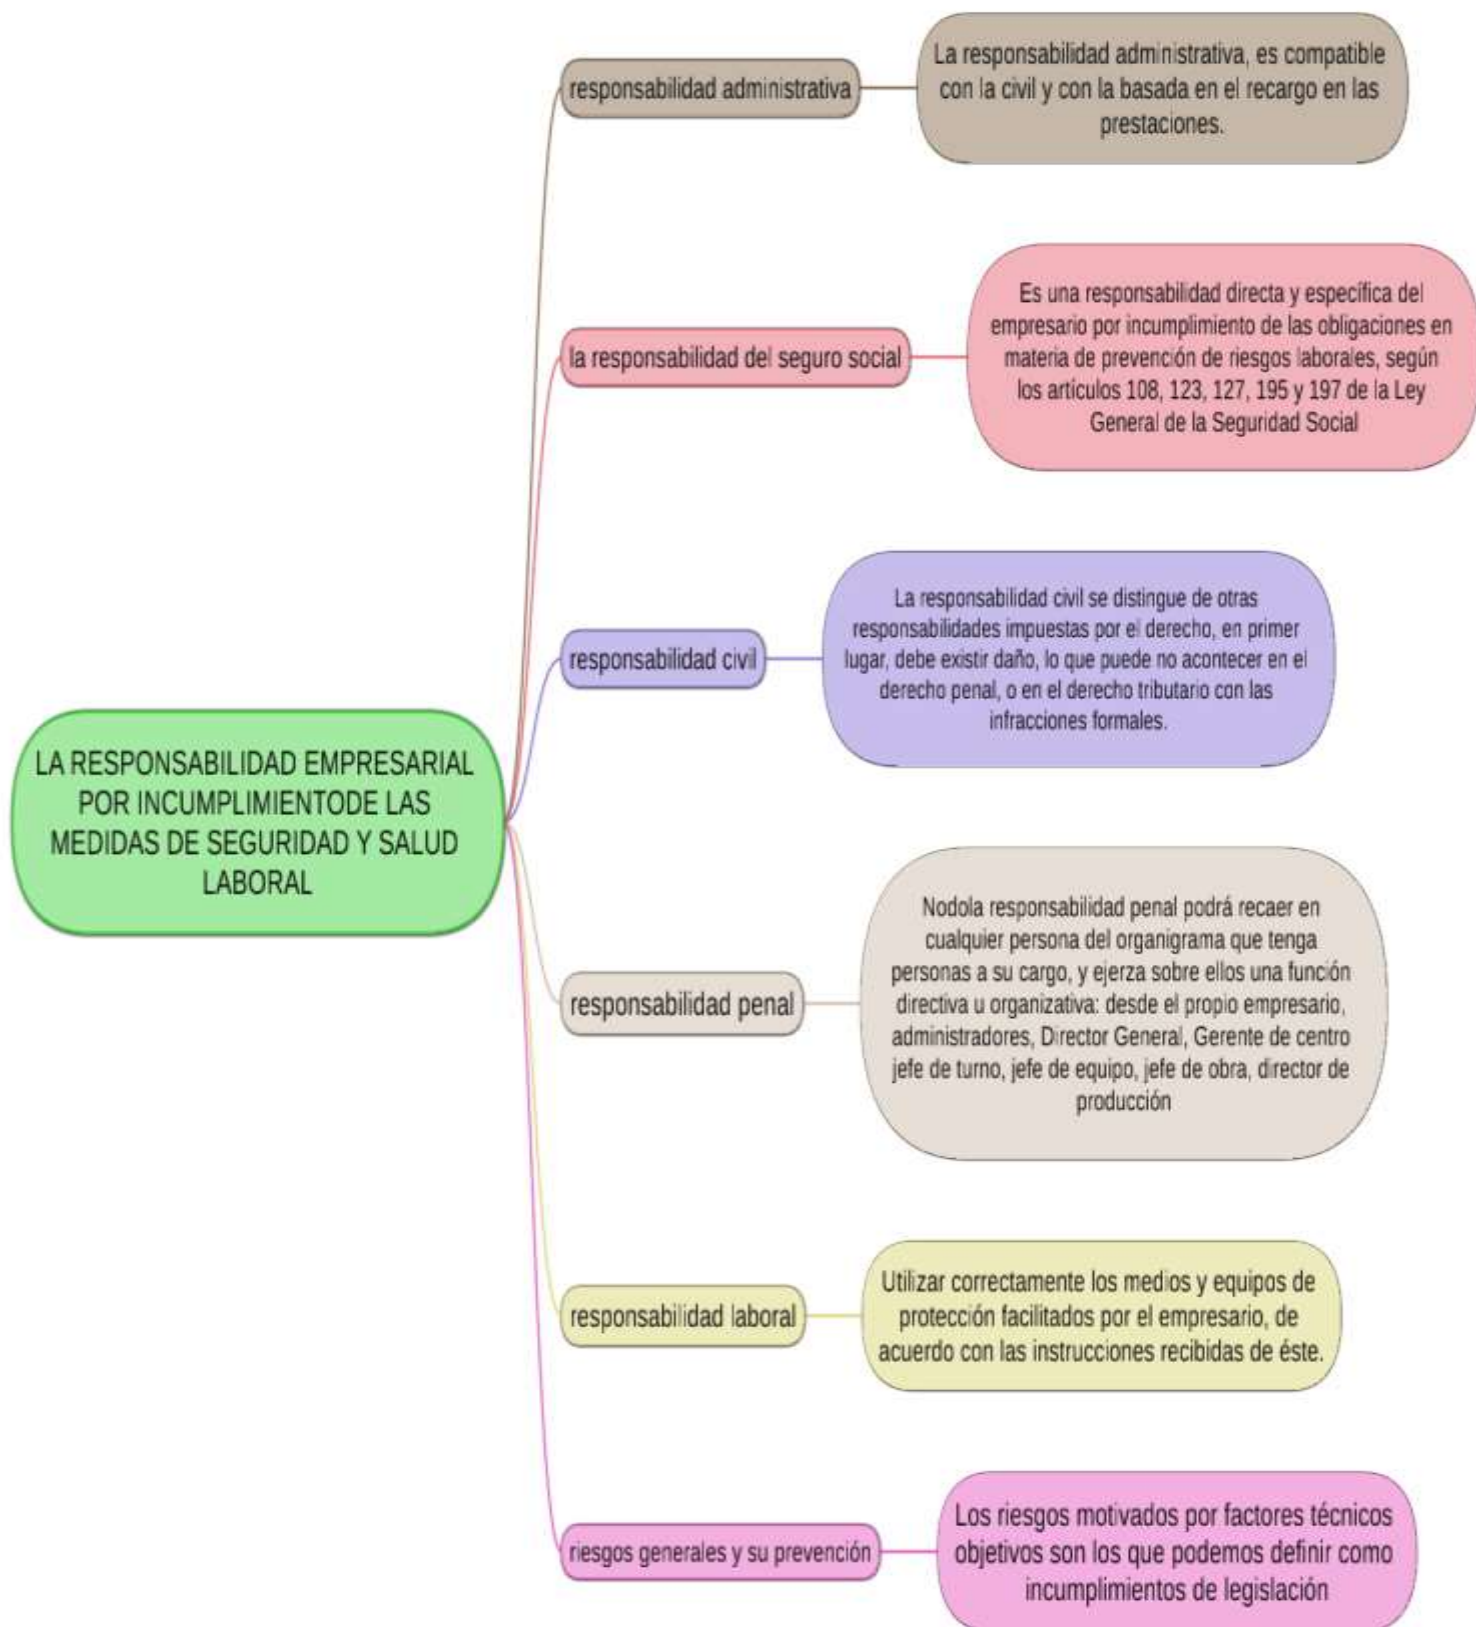 responsabilidad administrativa
La responsabilidad administrativa, es compatible
con la civil y con la basada en el recargo en las
prestaciones.
la responsabilidad del seguro social
Es una responsabilidad directa y específica del
empresario por incumplimiento de las obligaciones en
materia de prevención de riesgos laborales, según
los artículos 108, 123, 127, 195 y 197 de la Ley
General de la Seguridad Social
responsabilidad civil
La responsabilidad civil se distingue de otras
responsabilidades impuestas por el derecho, en primer
lugar, debe existir daño, lo que puede no acontecer en el
derecho penal, o en el derecho tributario con las
infracciones formales.
LA RESPONSABILIDAD EMPRESARIAL
POR INCUMPLIMIENTODE LAS
MEDIDAS DE SEGURIDAD Y SALUD
LABORAL
responsabilidad penal
Nodola responsabilidad penal podrá recaer en
cualquier persona del organigrama que tenga
personas a su cargo, y ejerza sobre ellos una función
directiva u organizativa: desde el propio empresario,
administradores, Director General, Gerente de centro
jefe de turno, jefe de equipo, jefe de obra, director de
producción
responsabilidad laboral
Utilizar correctamente los medios y equipos de
protección facilitados por el empresario, de
acuerdo con las instrucciones recibidas de éste.
riesgos generales y su prevención
Los riesgos motivados por factores técnicos
objetivos son los que podemos definir como
incumplimientos de legislación